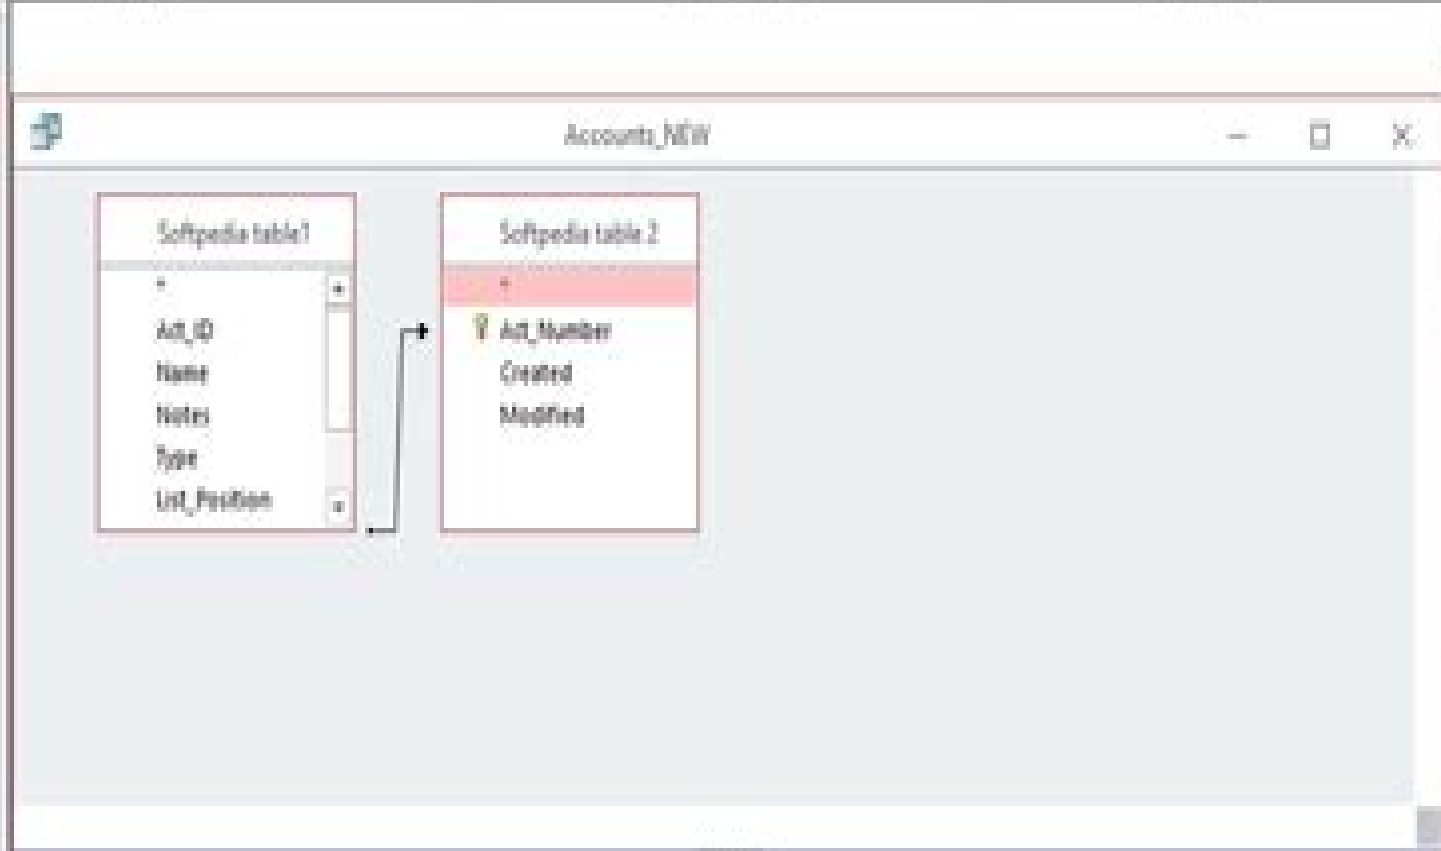 Accounts_NEW
Softpedia table1
*
Act_ID
Name
Notes
Type
List_Position
Softpedia table 2
*
Act_Number
Created
Modified